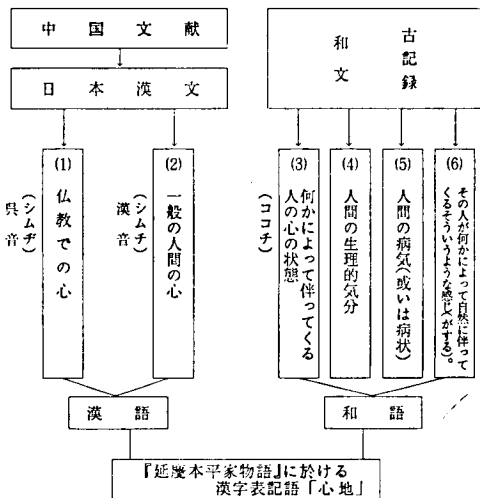 中国文献
日本漢文
古記録
和文
(1)
仏教での心
(シムヂ)
呉音
(2)
一般の人間の心
(シムチ)
漢音
(3)
何かによって伴ってくる
人の心の状態
(ココチ)
(4)
人間の生理的気分
(5)
人間の病気(或いは病状)
(6)
その人が何かによって自然に伴って
くるそういうような感じ(がする)。
漢語
和語
『延慶本平家物語』に於ける
漢字表記語「心地」